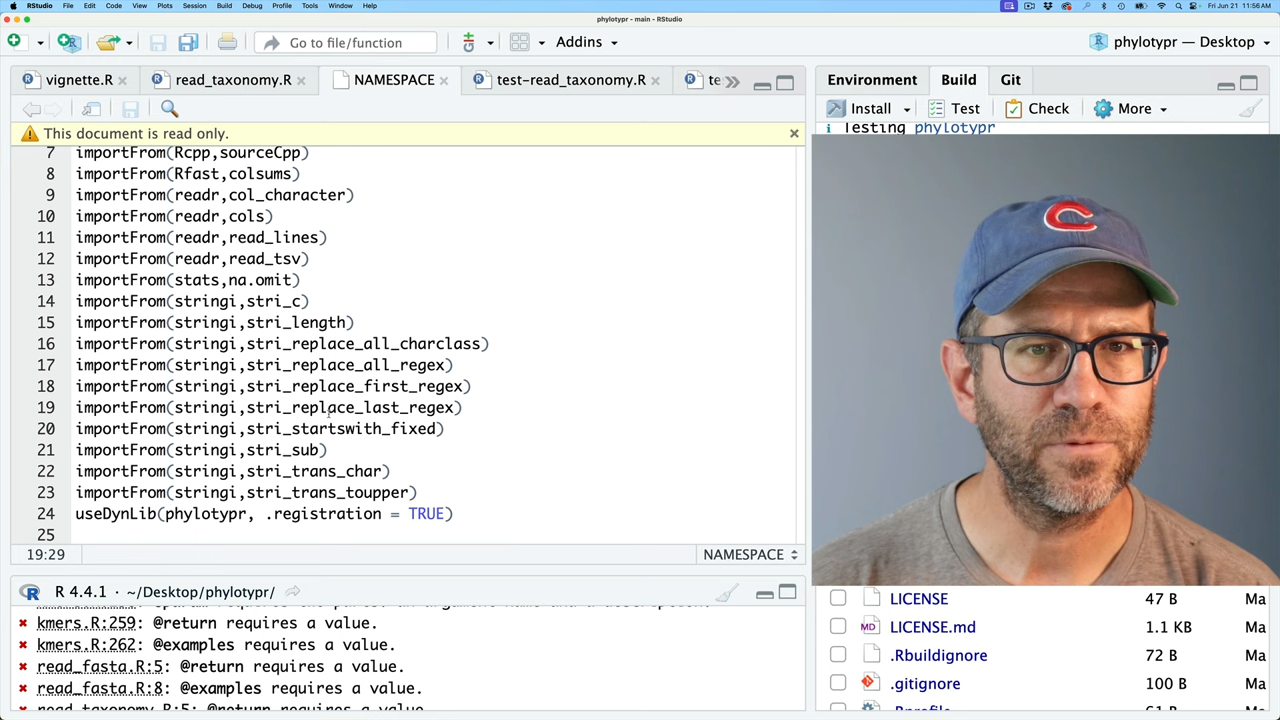 RStudio File Edit Code View Plots Session Build Debug Profile Tools Window Help Fri Jun 21 11:56 AM
phylotypr - main - RStudio
Go to file/function Addins phylotypr — Desktop
vignette.R read_taxonomy.R NAMESPACE test-read_taxonomy.R te
Environment Build Git
Install Test Check More
This document is read only.
Testing phylotypr
7 importFrom(Rcpp,sourceCpp)
8 importFrom(Rfast,colsums)
9 importFrom(readr,col_character)
10 importFrom(readr,cols)
11 importFrom(readr,read_lines)
12 importFrom(readr,read_tsv)
13 importFrom(stats,na.omit)
14 importFrom(stringi,stri_c)
15 importFrom(stringi,stri_length)
16 importFrom(stringi,stri_replace_all_charclass)
17 importFrom(stringi,stri_replace_all_regex)
18 importFrom(stringi,stri_replace_first_regex)
19 importFrom(stringi,stri_replace_last_regex)
20 importFrom(stringi,stri_startswith_fixed)
21 importFrom(stringi,stri_sub)
22 importFrom(stringi,stri_trans_char)
23 importFrom(stringi,stri_trans_toupper)
24 useDynLib(phylotypr, .registration = TRUE)
25
19:29 NAMESPACE
R 4.4.1 · ~/Desktop/phylotypr/
kmers.R:259: @return requires a value.
kmers.R:262: @examples requires a value.
read_fasta.R:5: @return requires a value.
read_fasta.R:8: @examples requires a value.
read_taxonomy.R:5: @return requires a value.
C
LICENSE 47 B Ma
LICENSE.md 1.1 KB Ma
.Rbuildignore 72 B Ma
.gitignore 100 B Ma
.Rprofile 61 B Ma